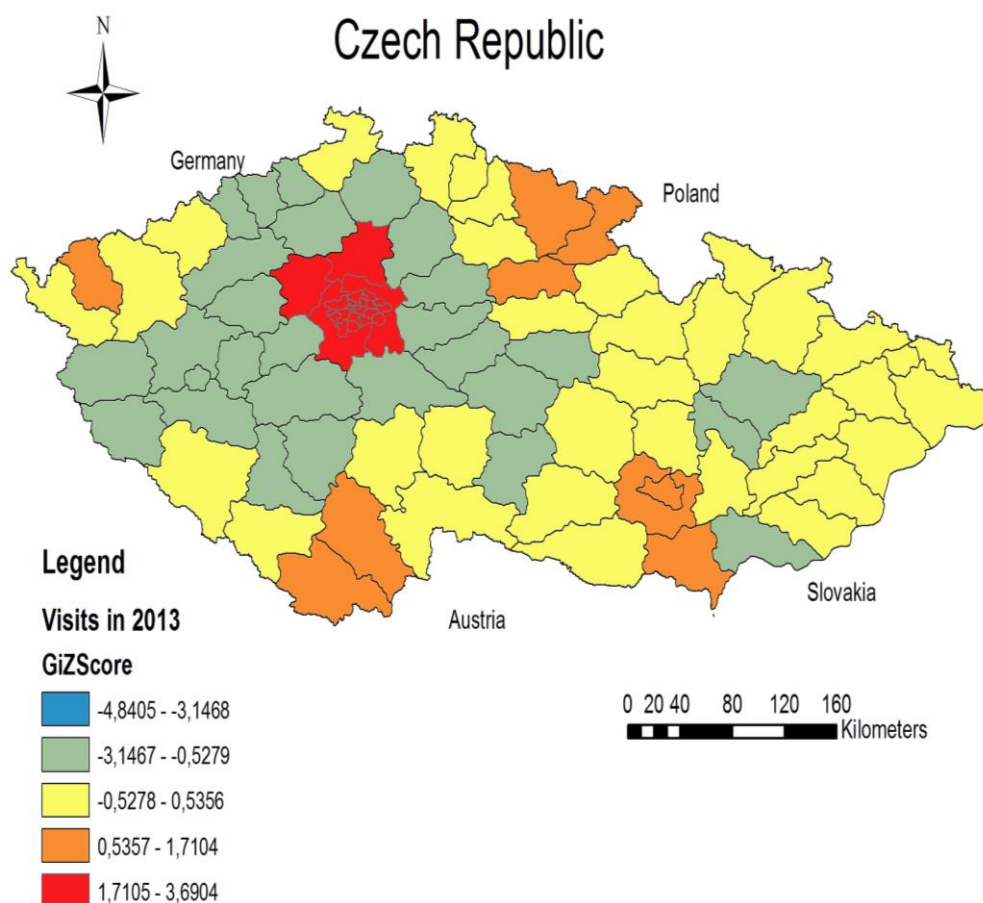 Czech Republic
N
Germany
Poland
Slovakia
Austria
Legend
Visits in 2013
GiZScore
-4,8405 - -3,1468
-3,1467 - -0,5279
-0,5278 - 0,5356
0,5357 - 1,7104
1,7105 - 3,6904
0 20 40 80 120 160
Kilometers